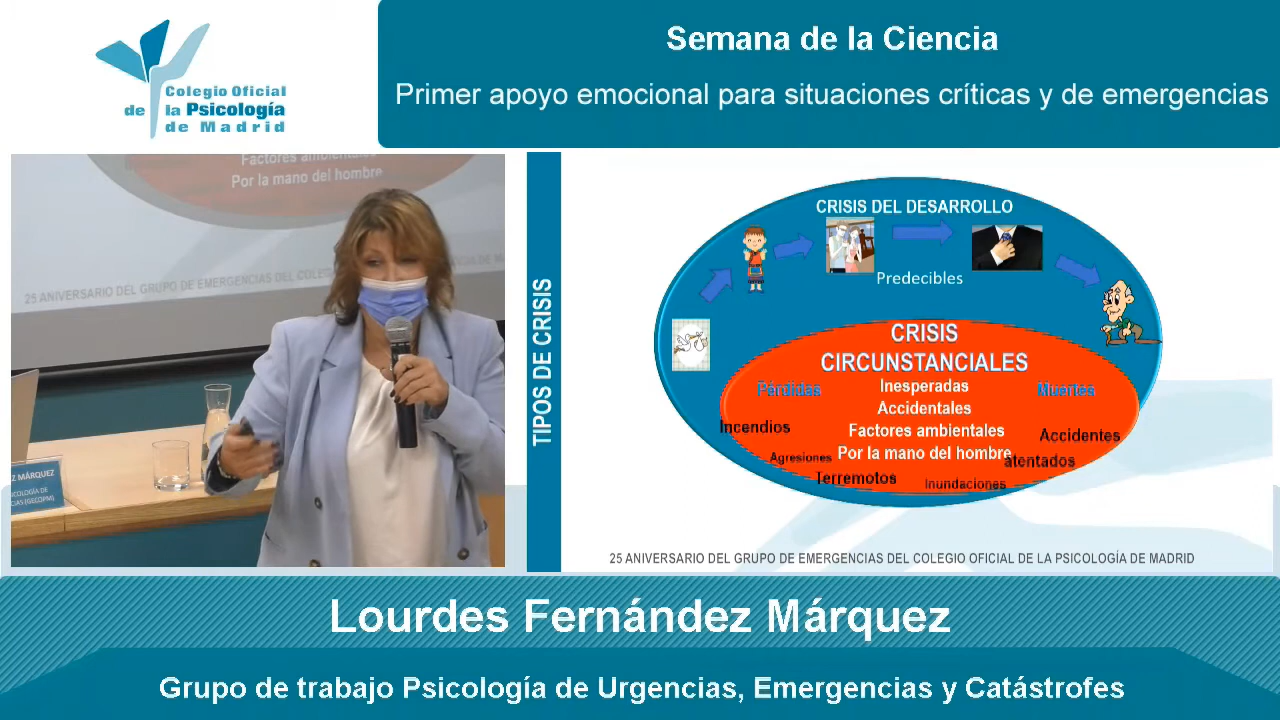 Colegio Oficial
de la Psicología
de Madrid
Semana de la Ciencia
Primer apoyo emocional para situaciones críticas y de emergencias
Factores ambientales
Por la mano del hombre
25 ANIVERSARIO DEL GRUPO DE EMERGENCIAS DEL
Z MÁRQUEZ
TIPOS DE CRISIS
CRISIS DEL DESARROLLO
Predecibles
CRISIS
CIRCUNSTANCIALES
Pérdidas
Inesperadas
Muertes
Accidentales
Incendios
Factores ambientales
Accidentes
Agresiones
Por la mano del hombre
atentados
Terremotos
Inundaciones
25 ANIVERSARIO DEL GRUPO DE EMERGENCIAS DEL COLEGIO OFICIAL DE LA PSICOLOGÍA DE MADRID
Lourdes Fernández Márquez
Grupo de trabajo Psicología de Urgencias, Emergencias y Catástrofes